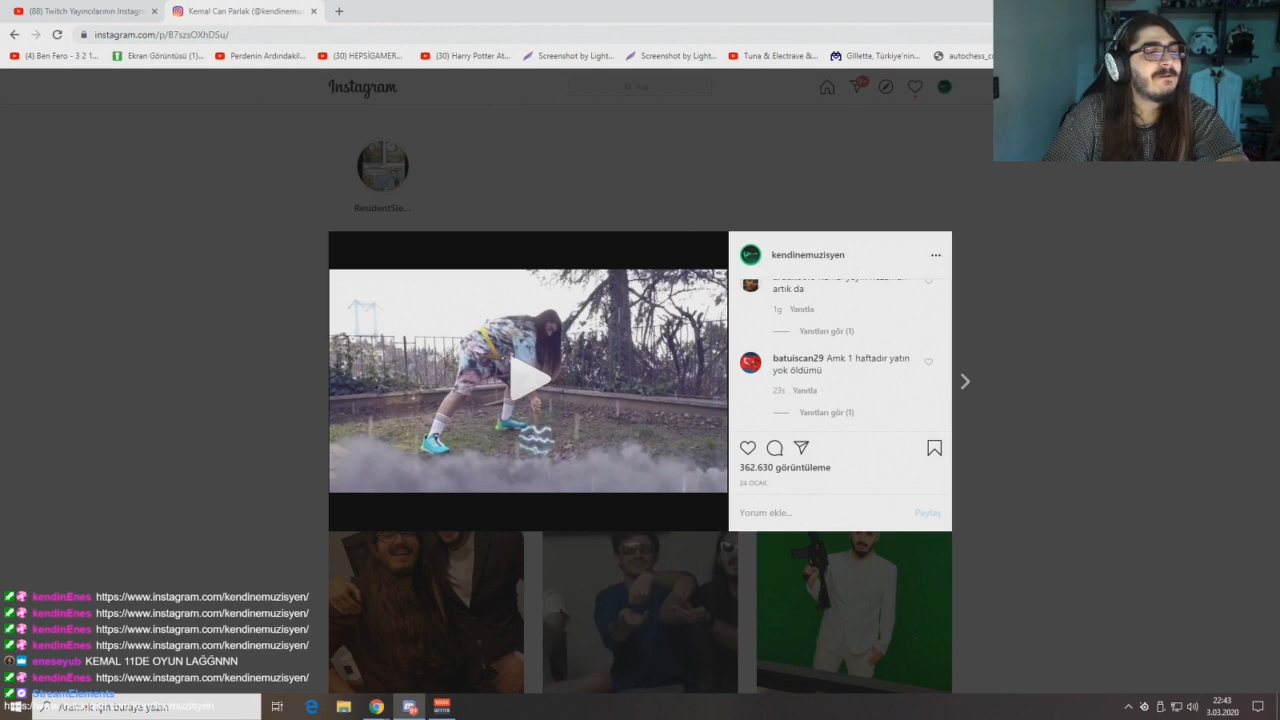 (88) Twitch Yayıncılarının Instagr
Kemal Can Parlak (@kendinemuz
instagram.com/p/B7szsOXhDSu/
(4) Ben Fero - 3 2 1...
Ekran Görüntüsü (1)...
Perdenin Ardındakil...
(30) HEPSİGAMER...
(30) Harry Potter At...
Screenshot by Light...
Screenshot by Light...
Tuna & Electrave &...
Gillette, Türkiye'nin...
autochess_c
Instagram
Ara
ResidentSle...
kendinemuzisyen
artık da
1g Yanıtla
Yanıtları gör (1)
batuiscan29 Amk 1 haftadır yatın
yok öldümü
23s Yanıtla
Yanıtları gör (1)
362.630 görüntüleme
24 OCAK
Yorum ekle...
Paylaş
kendinEnes https://www.instagram.com/kendinemuzisyen/
kendinEnes https://www.instagram.com/kendinemuzisyen/
kendinEnes https://www.instagram.com/kendinemuzisyen/
kendinEnes https://www.instagram.com/kendinemuzisyen/
eneseyub KEMAL 11DE OYUN LAĞĞNNN
kendinEnes https://www.instagram.com/kendinemuzisyen/
StreamElements
22:43
3.03.2020